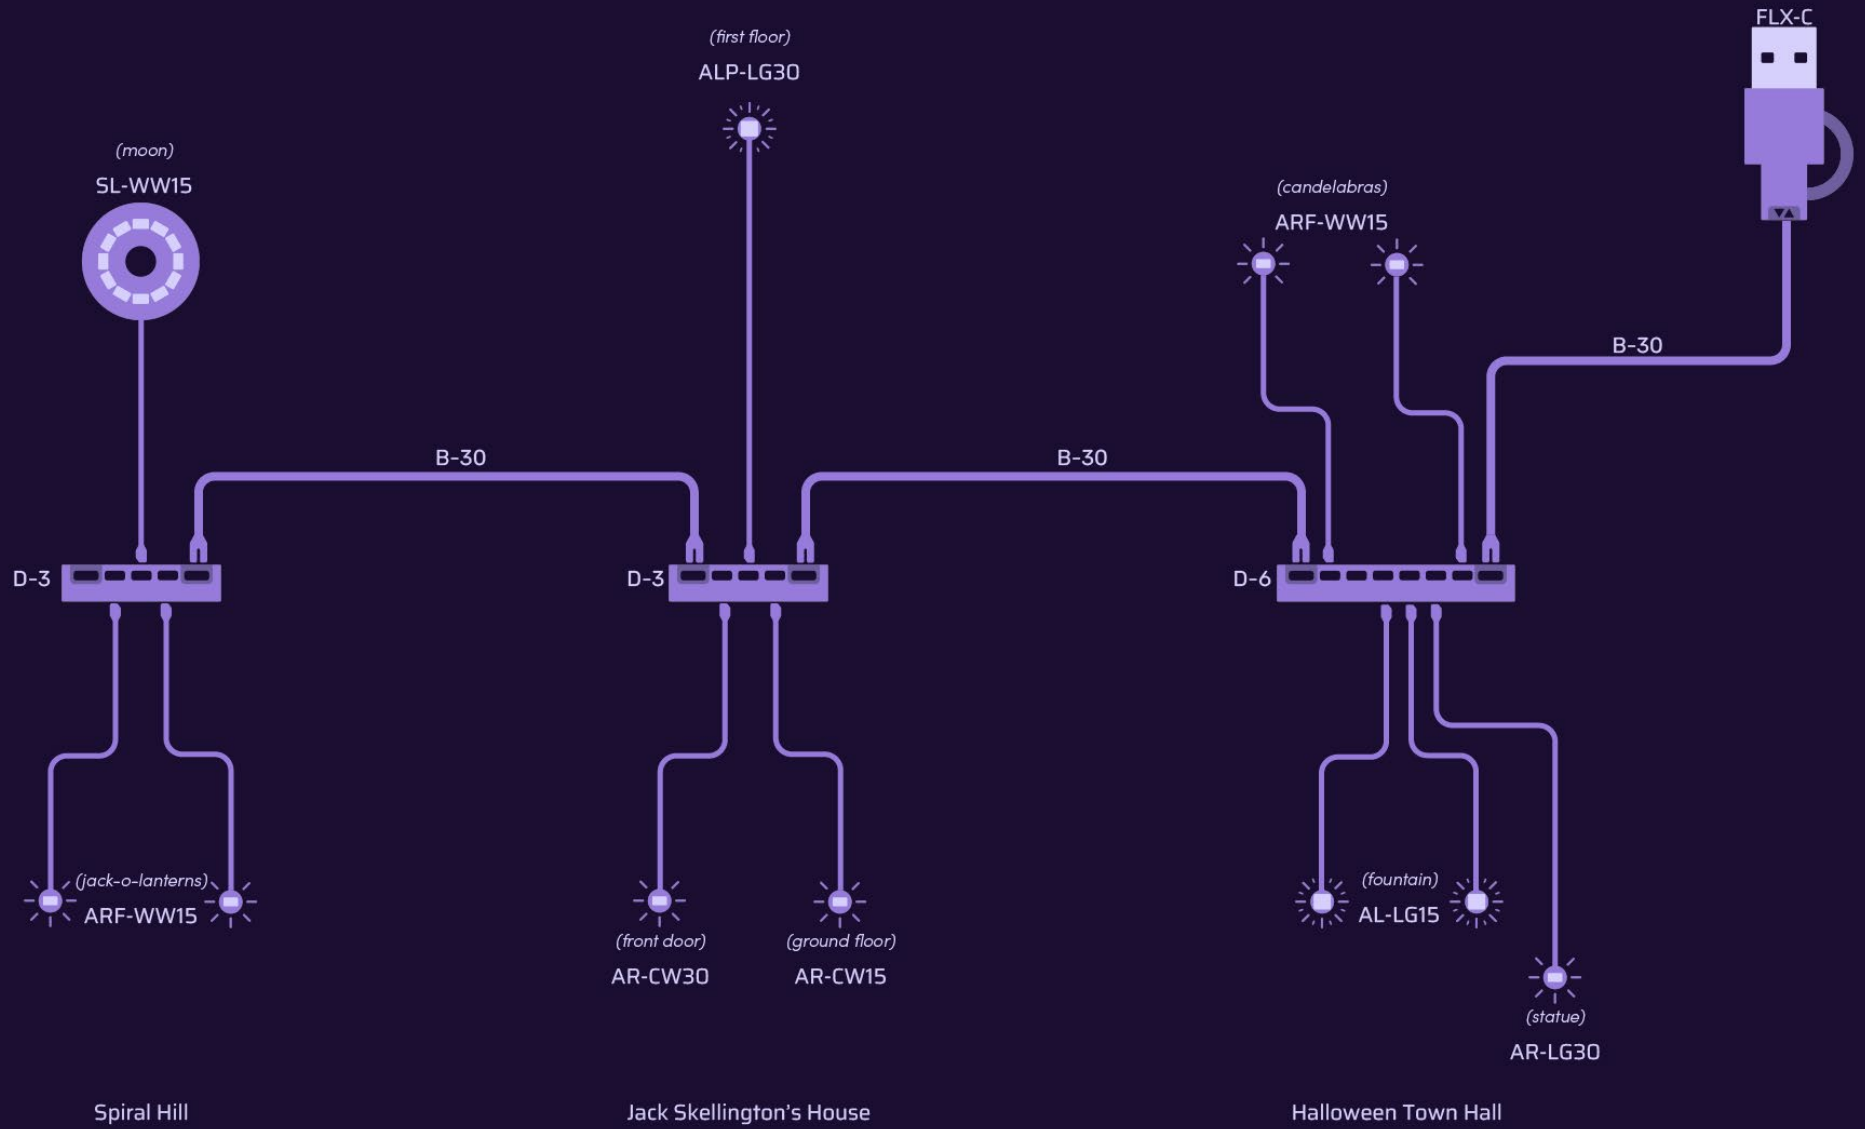 FLX-C
(first floor)
ALP-LG30
(moon)
SL-WW15
(candelabras)
ARF-WW15
B-30
B-30
B-30
D-3
D-3
D-6
(jack-o-lanterns)
ARF-WW15
(front door)
AR-CW30
(ground floor)
AR-CW15
(fountain)
AL-LG15
(statue)
AR-LG30
Spiral Hill
Jack Skellington's House
Halloween Town Hall